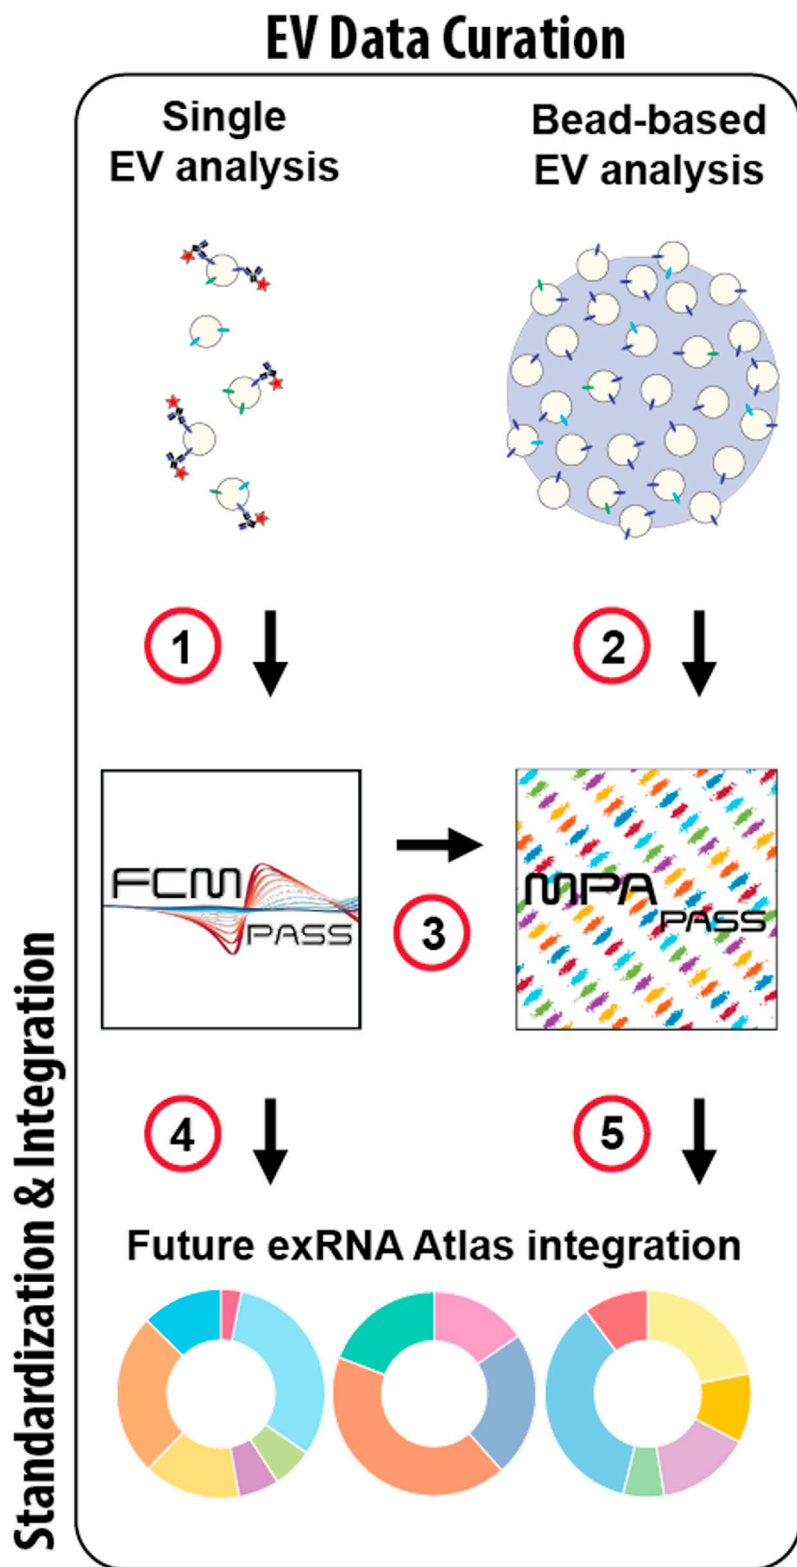 EV Data Curation
Single
EV analysis
Bead-based
EV analysis
1
2
FCM
PASS
3
MPA
PASS
4
5
Future exRNA Atlas integration
Standardization & Integration